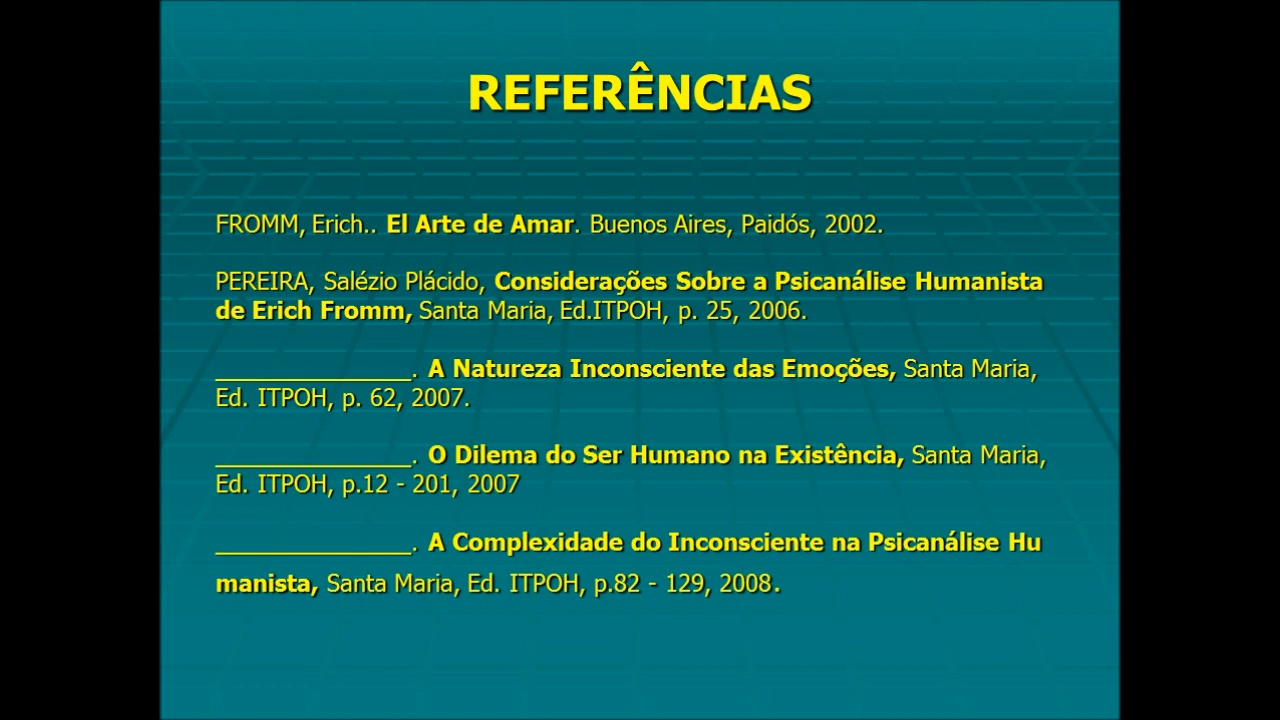 REFERÊNCIAS
FROMM, Erich.. El Arte de Amar. Buenos Aires, Paidós, 2002.
PEREIRA, Salézio Plácido, Considerações Sobre a Psicanálise Humanista
de Erich Fromm, Santa Maria, Ed.ITPOH, p. 25, 2006.
_______________. A Natureza Inconsciente das Emoções, Santa Maria,
Ed. ITPOH, p. 62, 2007.
_______________. O Dilema do Ser Humano na Existência, Santa Maria,
Ed. ITPOH, p.12 - 201, 2007
_______________. A Complexidade do Inconsciente na Psicanálise Hu
manista, Santa Maria, Ed. ITPOH, p.82 - 129, 2008.